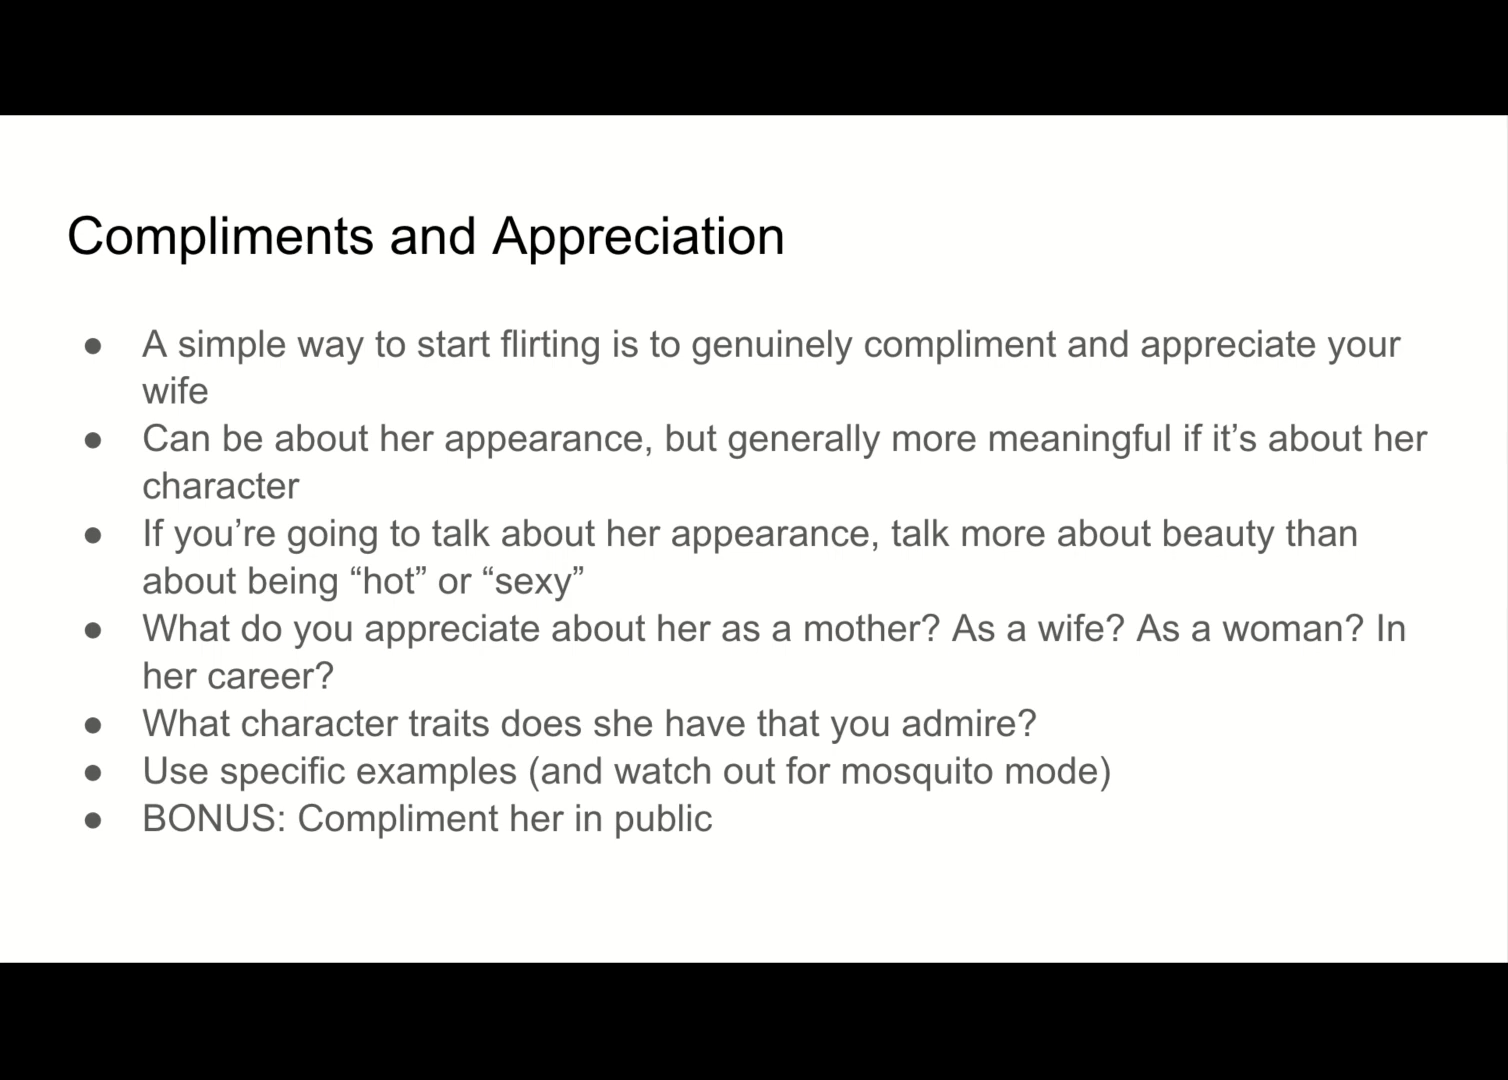 Compliments and Appreciation
● A simple way to start flirting is to genuinely compliment and appreciate your
wife
● Can be about her appearance, but generally more meaningful if it’s about her
character
● If you’re going to talk about her appearance, talk more about beauty than
about being “hot” or “sexy”
● What do you appreciate about her as a mother? As a wife? As a woman? In
her career?
● What character traits does she have that you admire?
● Use specific examples (and watch out for mosquito mode)
● BONUS: Compliment her in public